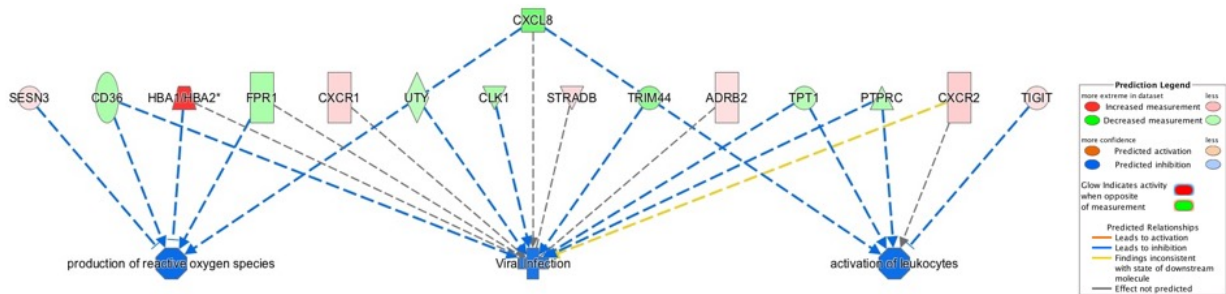 CXCL8
SESN3
CD36
HBA1/HBA2*
FPR1
CXCR1
UTY
CLK1
STRADB
TRIM44
ADRB2
TPT1
PTPRC
CXCR2
TIGIT
production of reactive oxygen species
Viral Infection
activation of leukocytes
Prediction Legend
more extreme in dataset less
Increased measurement
Decreased measurement
more confidence less
Predicted activation
Predicted inhibition
Glow Indicates activity
when opposite
of measurement
Predicted Relationships
Leads to activation
Leads to inhibition
Findings inconsistent
with state of downstream
molecule
Effect not predicted